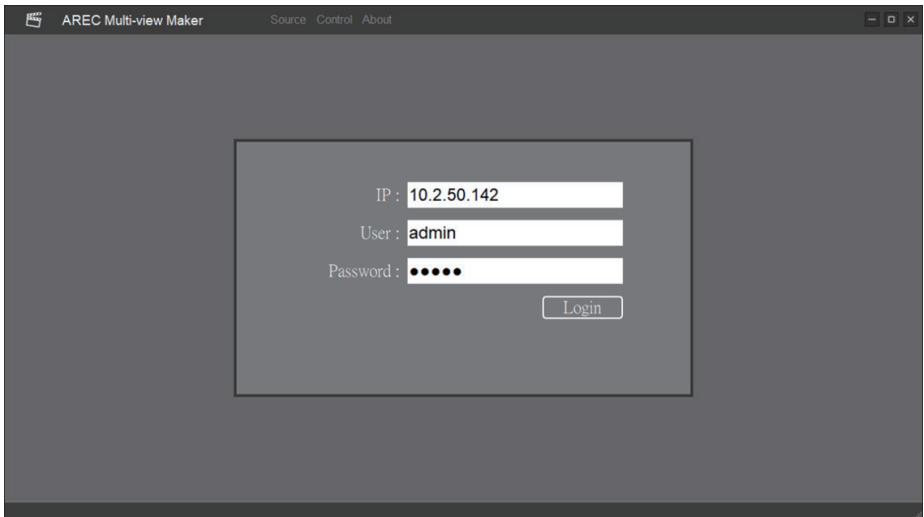 AREC Multi-view Maker Source Control About
IP : 10.2.50.142
User : admin
Password : ●●●●●
Login